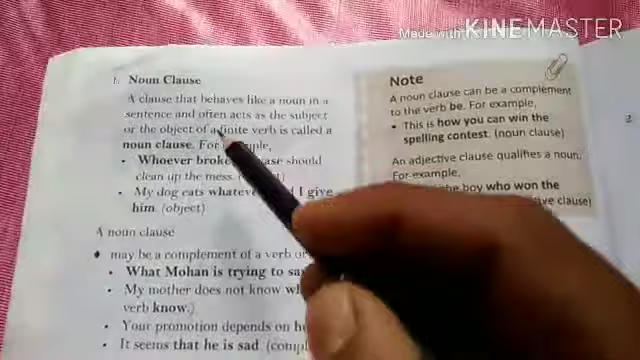 Made with KINEMASTER
1. Noun Clause
A clause that behaves like a noun in a
sentence and often acts as the subject
or the object of a finite verb is called a
noun clause. For
Whoever broke should
clean up the mess.
My dog eats I give
him. (object)
A noun clause
♦ may be a complement of a verb or
• What Mohan is trying to
• My mother does not know
verb know.)
• Your promotion depends on
• It seems that he is sad.
Note
A noun clause can be a complement
to the verb be. For example,
• This is how you can win the
spelling contest. (noun clause)
An adjective clause qualifies a noun.
For example,
the boy who won the
clause)
2